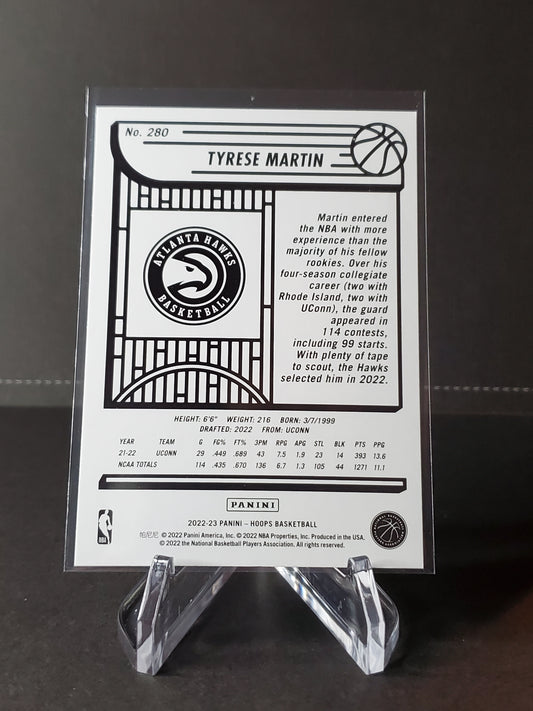 No. 280
TYRESE MARTIN
ATLANTA HAWKS
BASKETBALL
Martin entered
the NBA with more
experience than the
majority of his fellow
rookies. Over his
four-season collegiate
career (two with
Rhode Island, two with
UConn), the guard
appeared in
114 contests,
including 99 starts.
With plenty of tape
to scout, the Hawks
selected him in 2022.
HEIGHT: 6'6" WEIGHT: 216 BORN: 3/7/1999
DRAFTED: 2022 FROM: UCONN
YEAR TEAM G FG% FT% 3PM RPG APG STL BLK PTS PPG
21-22 UCONN 29 .449 .689 43 7.5 1.9 23 14 393 13.6
NCAA TOTALS 114 .435 .670 136 6.7 1.3 105 44 1271 11.1
PANINI
2022-23 PANINI – HOOPS BASKETBALL
帕尼尼 © 2022 Panini America, Inc. © 2022 NBA Properties, Inc. Produced in the USA.
© 2022 the National Basketball Players Association. All rights reserved.
NBA